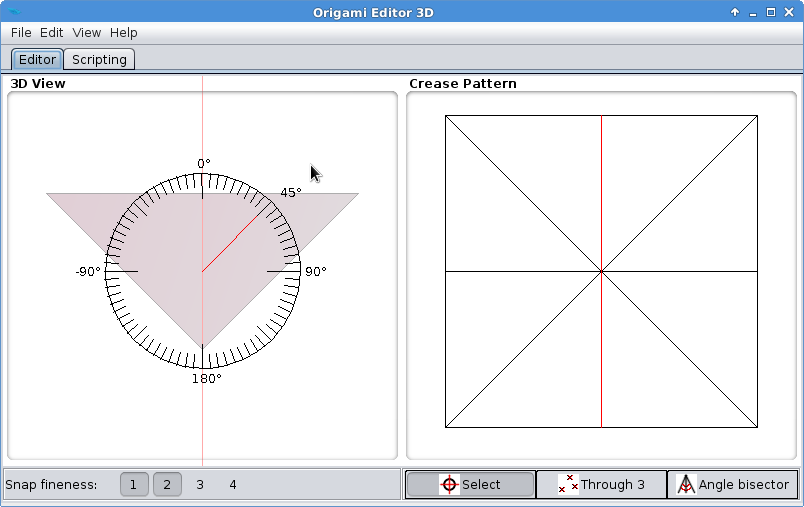 Origami Editor 3D
File Edit View Help
Editor Scripting
3D View
Crease Pattern
0°
45°
-90° 90°
180°
Snap fineness: 1 2 3 4
Select Through 3 Angle bisector